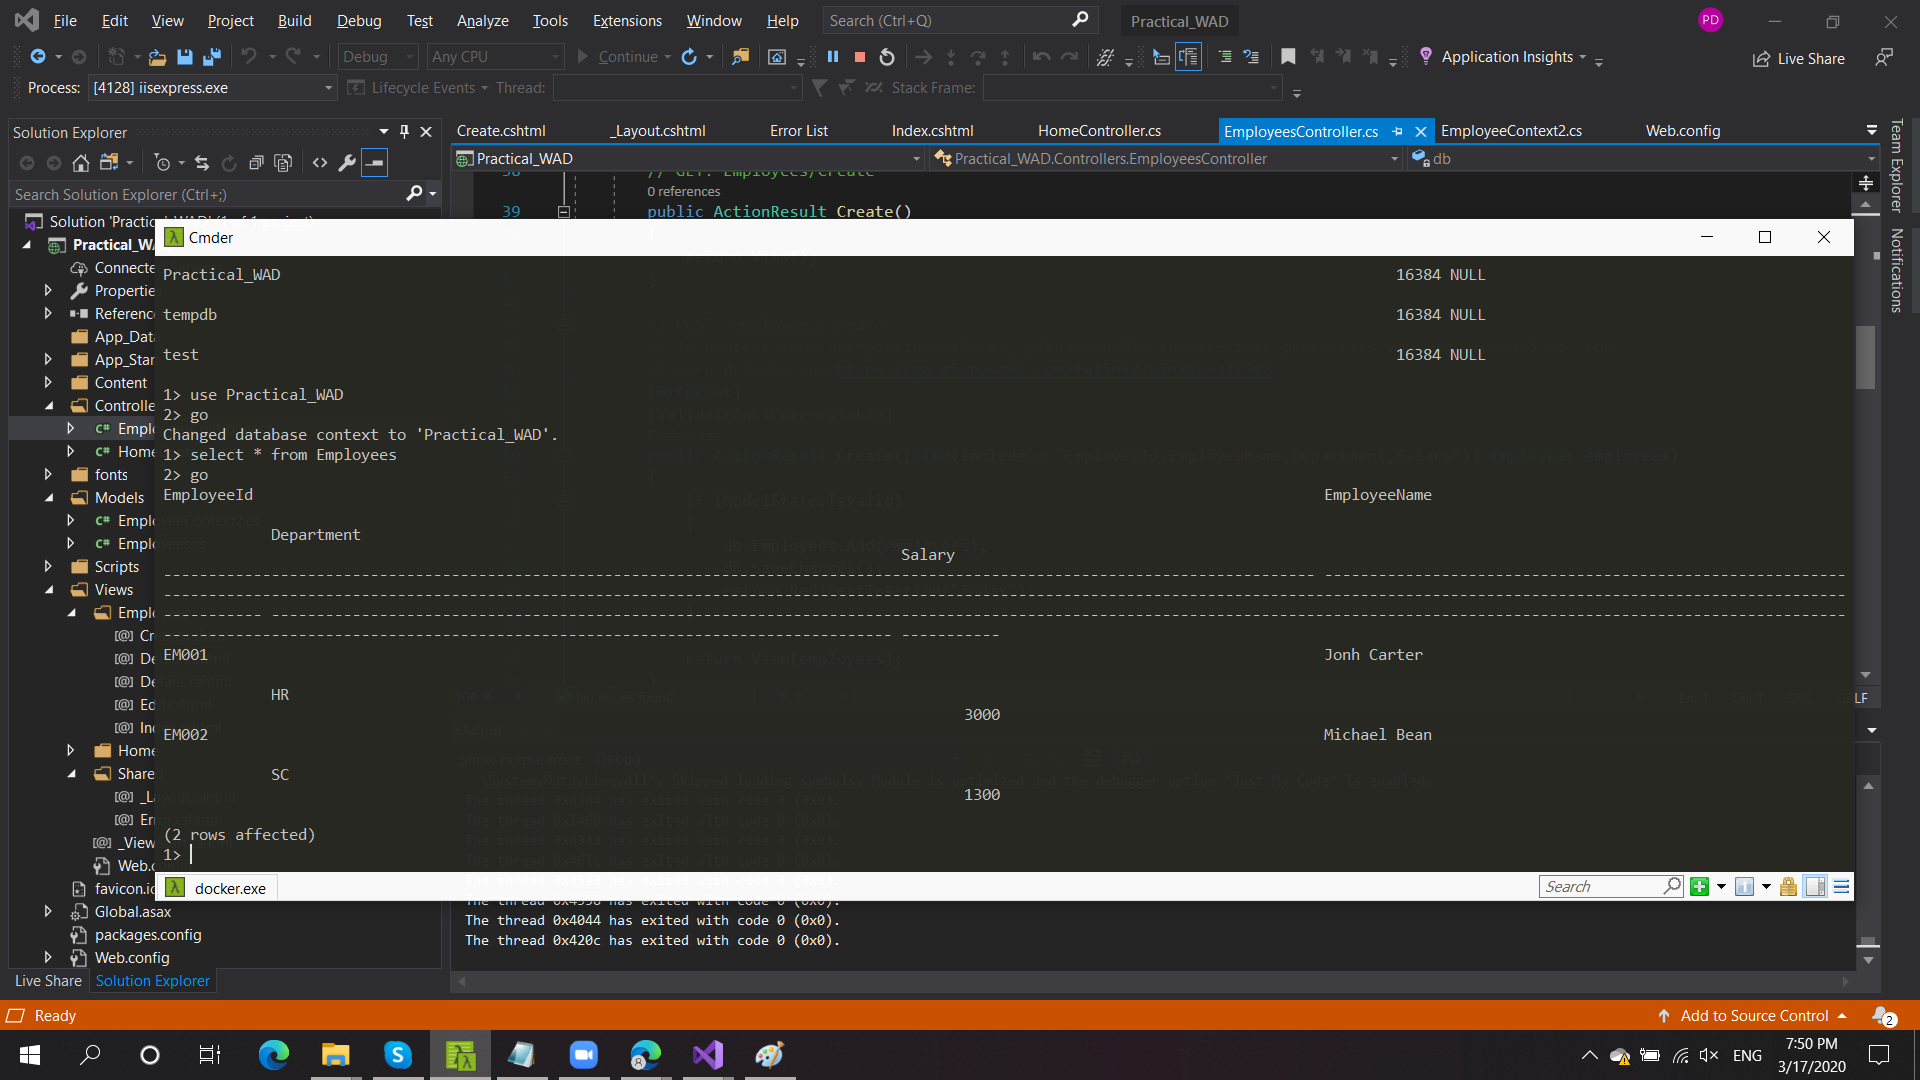 File Edit View Project Build Debug Test Analyze Tools Extensions Window Help Search (Ctrl+Q) Practical_WAD PD
Debug Any CPU Continue Application Insights Live Share
Process: [4128] iisexpress.exe Lifecycle Events Thread: Stack Frame:
Solution Explorer
Search Solution Explorer (Ctrl+;)
Create.cshtml _Layout.cshtml Error List Index.cshtml HomeController.cs EmployeesController.cs EmployeeContext2.cs Web.config
Practical_WAD Practical_WAD.Controllers.EmployeesController db
// GET: Employees/Create
0 references
39 public ActionResult Create()
Team Explorer
Notifications
Solution
Practical_W
Connecte
Propertie
Referenc
App_Dat
App_Star
Content
Controlle
C# Emplo
C# Home
fonts
Models
C# Emplo
C# Emplo
Scripts
Views
Emplo
[@] Cr
[@] De
[@] De
[@] Ed
[@] In
Home
Share
[@] _L
[@] Er
[@] _View
Web.c
favicon.ic
Global.asax
packages.config
Web.config
Live Share Solution Explorer
Cmder
Practical_WAD 16384 NULL
tempdb 16384 NULL
test 16384 NULL
1> use Practical_WAD
2> go
Changed database context to 'Practical_WAD'.
1> select * from Employees
2> go
EmployeeId EmployeeName
Department
Salary
EM001 Jonh Carter
HR
3000
EM002 Michael Bean
SC
1300
(2 rows affected)
1>
docker.exe Search
The thread 0x4044 has exited with code 0 (0x0).
The thread 0x420c has exited with code 0 (0x0).
LF
Ready Add to Source Control 2
ENG 7:50 PM
3/17/2020